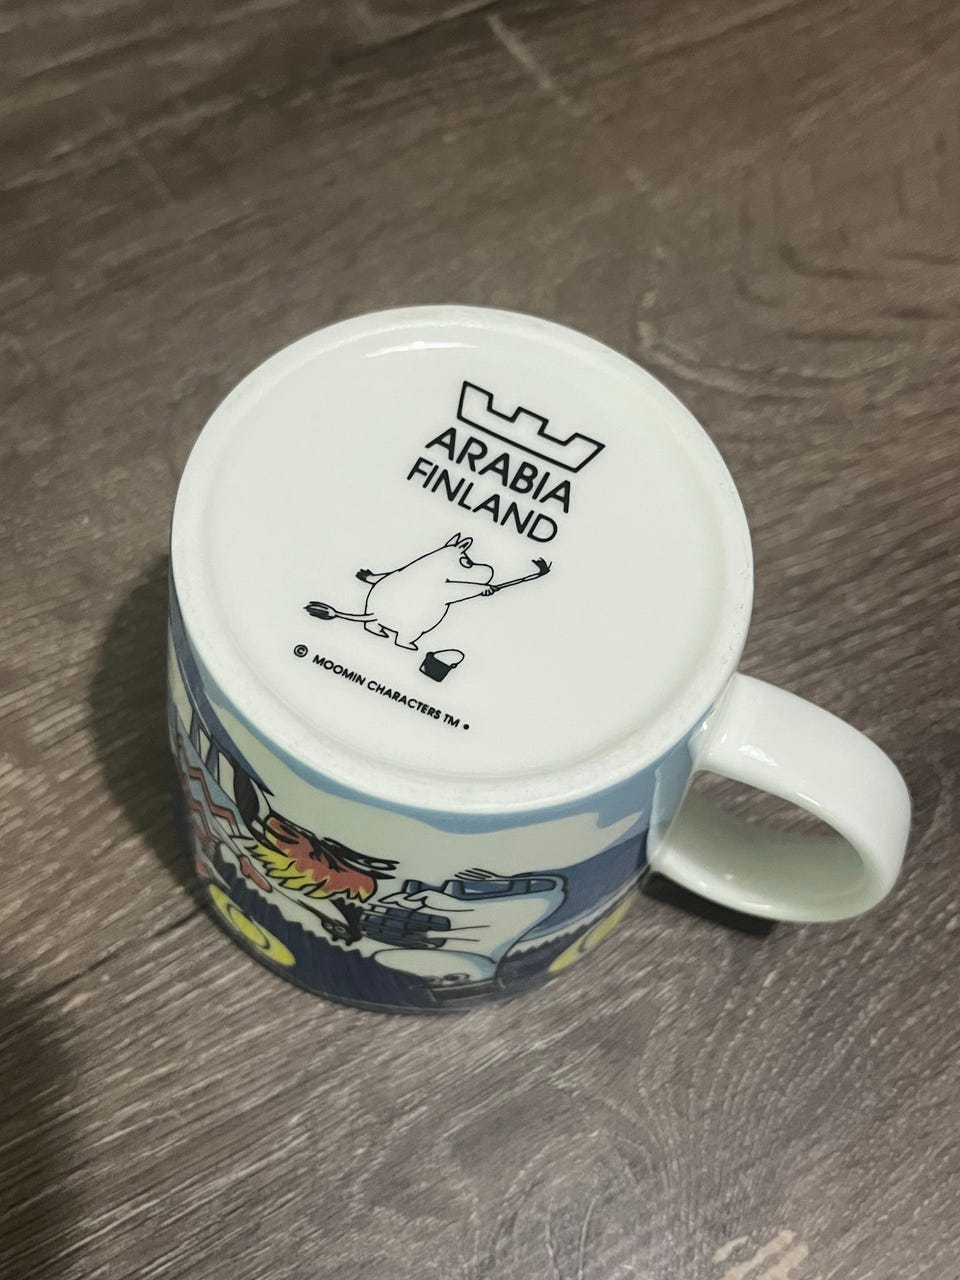 ARABIA
FINLAND
© MOOMIN CHARACTERS TM •